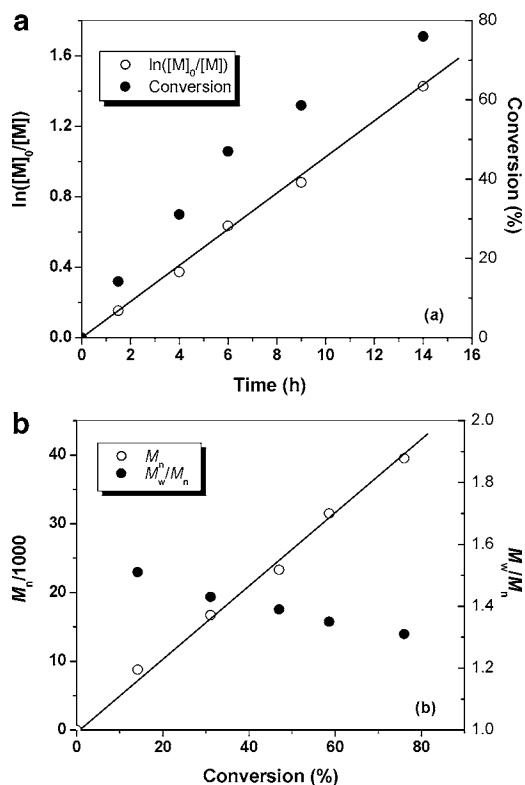 a
ln([M]₀/[M])
Conversion
ln([M]₀/[M])
1.6
1.2
0.8
0.4
0.0
80
60
40
20
0
Conversion (%)
(a)
0 2 4 6 8 10 12 14 16
Time (h)
b
Mₙ
M_w/Mₙ
Mₙ/1000
40
30
20
10
0
2.0
1.8
1.6
1.4
1.2
1.0
M_w/Mₙ
(b)
0 20 40 60 80
Conversion (%)